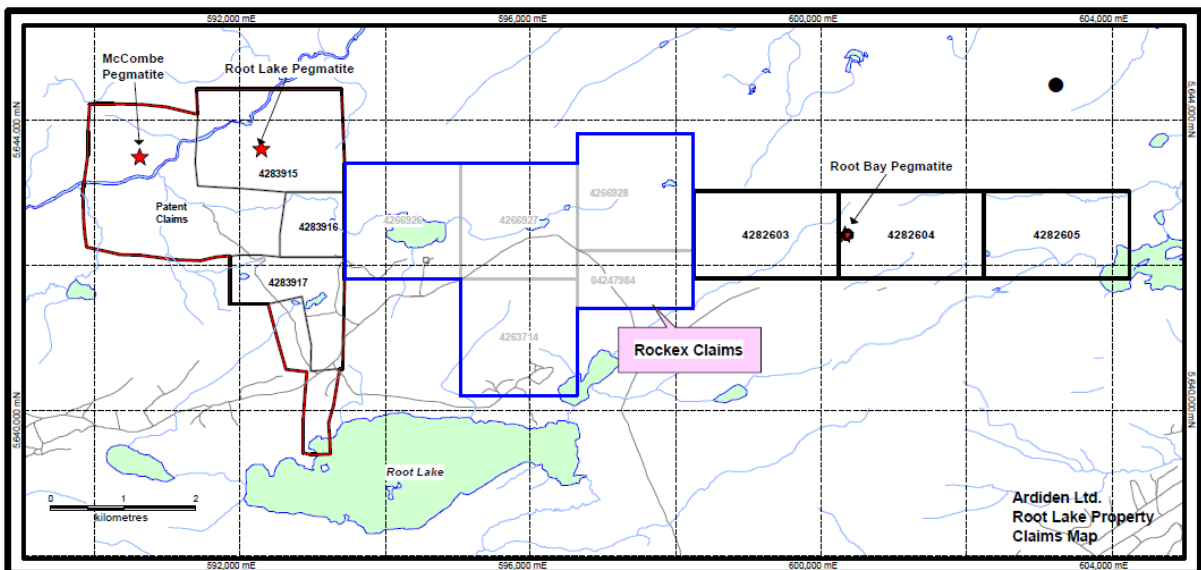 592,000 mE
596,000 mE
600,000 mE
604,000 mE
McCombe
Pegmatite
Root Lake Pegmatite
5,644,000 mN
5,644,000 mN
4283915
Root Bay Pegmatite
4266928
Patent
Claims
4283916
4266926
4266927
4282603
4282604
4282605
4283917
04247984
4263714
Rockex Claims
5,640,000 mN
5,640,000 mN
Root Lake
0 1 2
kilometres
Ardiden Ltd.
Root Lake Property
Claims Map
592,000 mE
596,000 mE
600,000 mE
604,000 mE